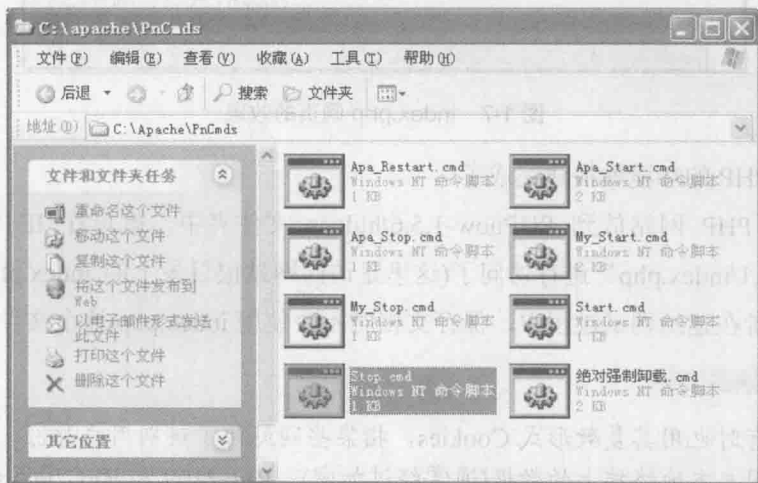 C:\apache\PnCmds
文件(F) 编辑(E) 查看(V) 收藏(A) 工具(T) 帮助(H)
后退 搜索 文件夹
地址(D) C:\Apache\PnCmds
文件和文件夹任务
重命名这个文件
移动这个文件
复制这个文件
将这个文件发布到
Web
以电子邮件形式发送
此文件
打印这个文件
删除这个文件
其它位置
Apa_Restart.cmd
Windows NT 命令脚本
1 KB
Apa_Start.cmd
Windows NT 命令脚本
2 KB
Apa_Stop.cmd
Windows NT 命令脚本
1 KB
My_Start.cmd
Windows NT 命令脚本
2 KB
My_Stop.cmd
Windows NT 命令脚本
1 KB
Start.cmd
Windows NT 命令脚本
1 KB
Stop.cmd
Windows NT 命令脚本
1 KB
绝对强制卸载.cmd
Windows NT 命令脚本
2 KB